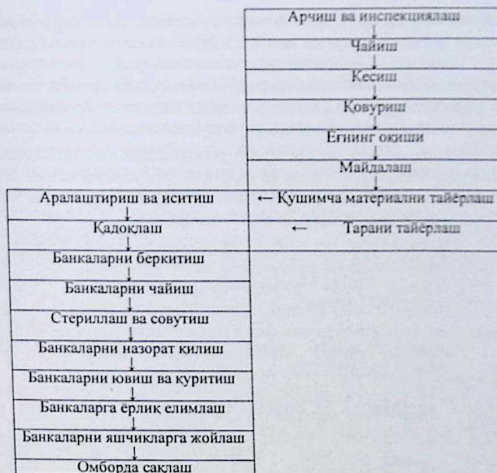 Арчиш ва инспекциялаш
Чайиш
Кесиш
Қовуриш
Ёғнинг оқиши
Майдалаш
Аралаштириш ва иситиш ← Қушимча материални тайёрлаш
Қадоқлаш ← Тарани тайёрлаш
Банкаларни беркитиш
Банкаларни чайиш
Стериллаш ва совутиш
Банкаларни назорат қилиш
Банкаларни ювиш ва қуритиш
Банкаларга ёрлиқ елимлаш
Банкаларни яшчикларга жойлаш
Омборда сақлаш